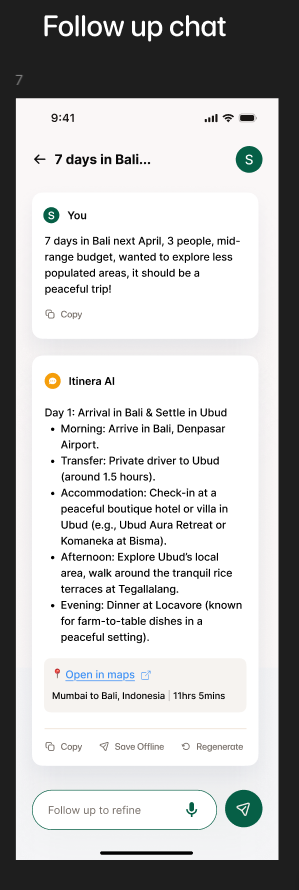 Follow up chat
7
9:41
7 days in Bali...
S
S
You
7 days in Bali next April, 3 people, mid-
range budget, wanted to explore less
populated areas, it should be a
peaceful trip!
Copy
Itinera AI
Day 1: Arrival in Bali & Settle in Ubud
• Morning: Arrive in Bali, Denpasar
Airport.
• Transfer: Private driver to Ubud
(around 1.5 hours).
• Accommodation: Check-in at a
peaceful boutique hotel or villa in
Ubud (e.g., Ubud Aura Retreat or
Komaneka at Bisma).
• Afternoon: Explore Ubud's local
area, walk around the tranquil rice
terraces at Tegallalang.
• Evening: Dinner at Locavore (known
for farm-to-table dishes in a
peaceful setting).
Open in maps
Mumbai to Bali, Indonesia | 11hrs 5mins
Copy
Save Offline
Regenerate
Follow up to refine